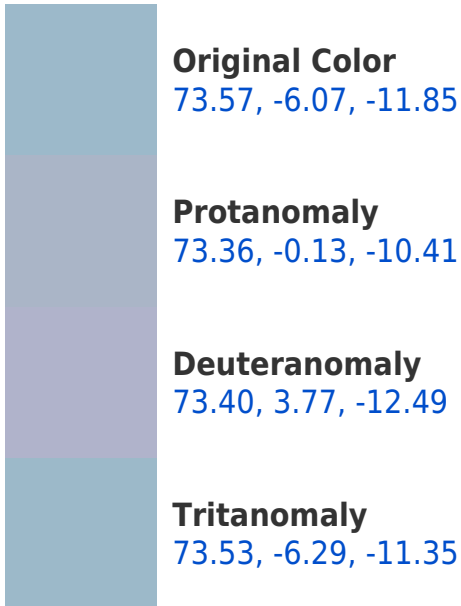 Original Color
73.57, -6.07, -11.85
Protanomaly
73.36, -0.13, -10.41
Deuteranomaly
73.40, 3.77, -12.49
Tritanomaly
73.53, -6.29, -11.35